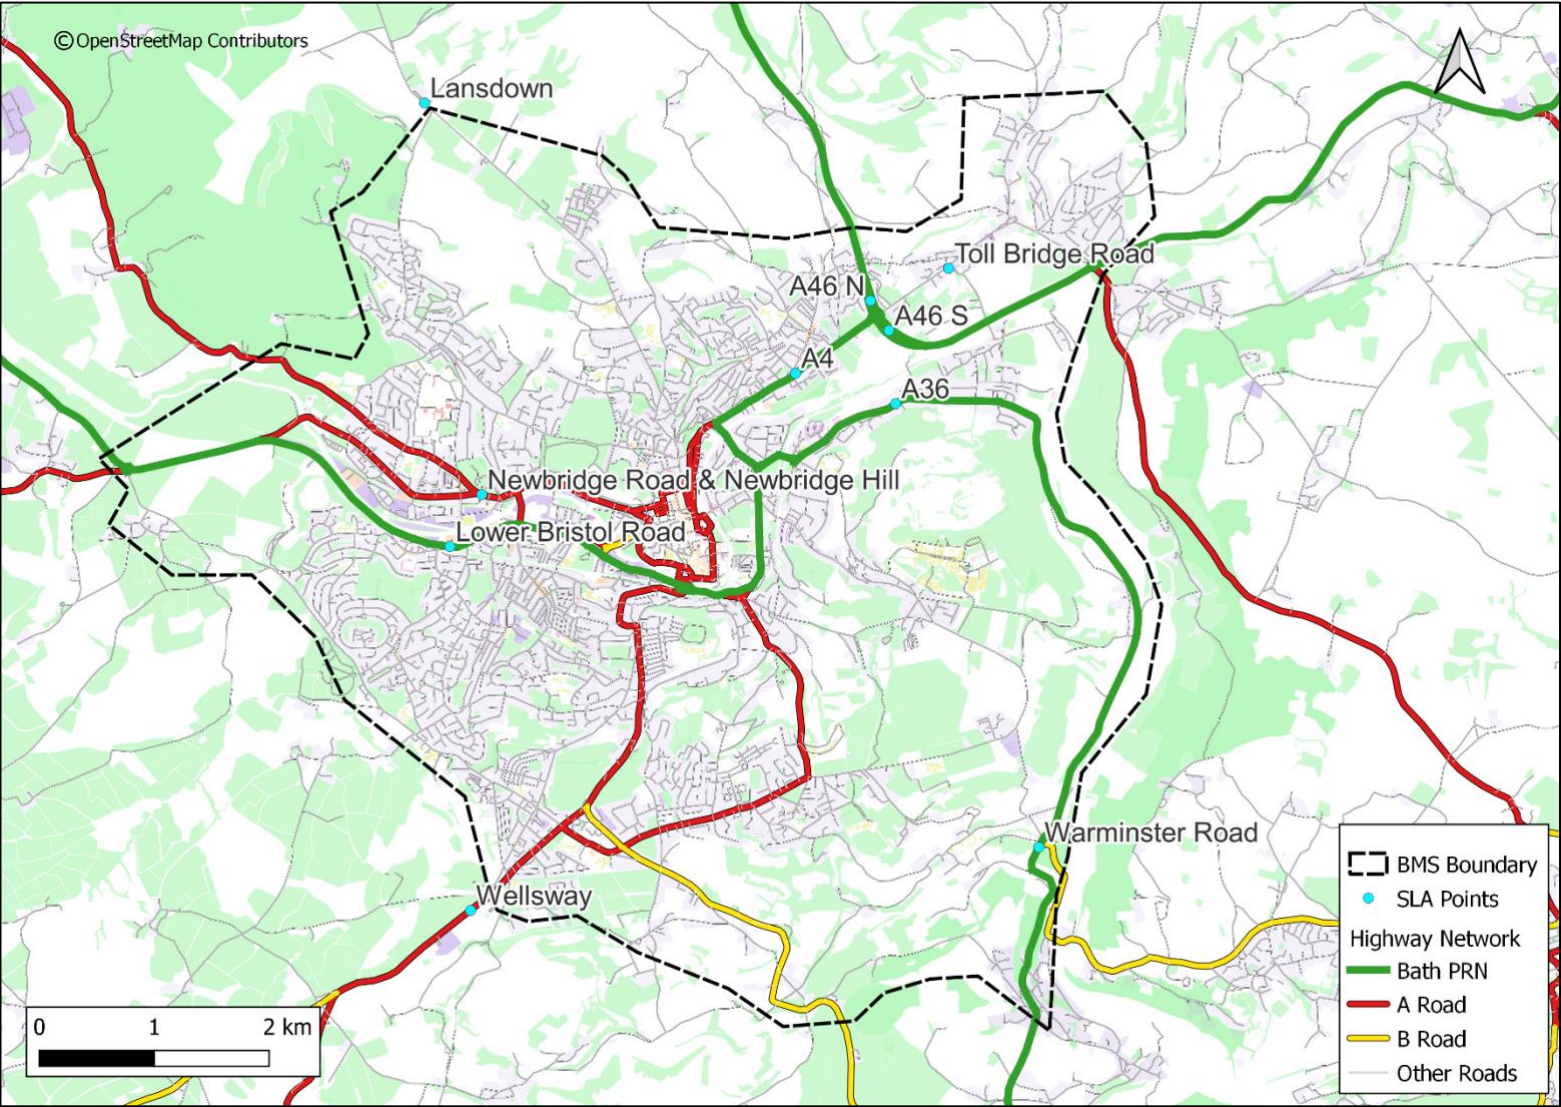 ©OpenStreetMap Contributors
Lansdown
Toll Bridge Road
A46 N
A46 S
A4
A36
Newbridge Road & Newbridge Hill
Lower Bristol Road
Warminster Road
Wellsway
BMS Boundary
SLA Points
Highway Network
Bath PRN
A Road
B Road
Other Roads
0 1 2 km